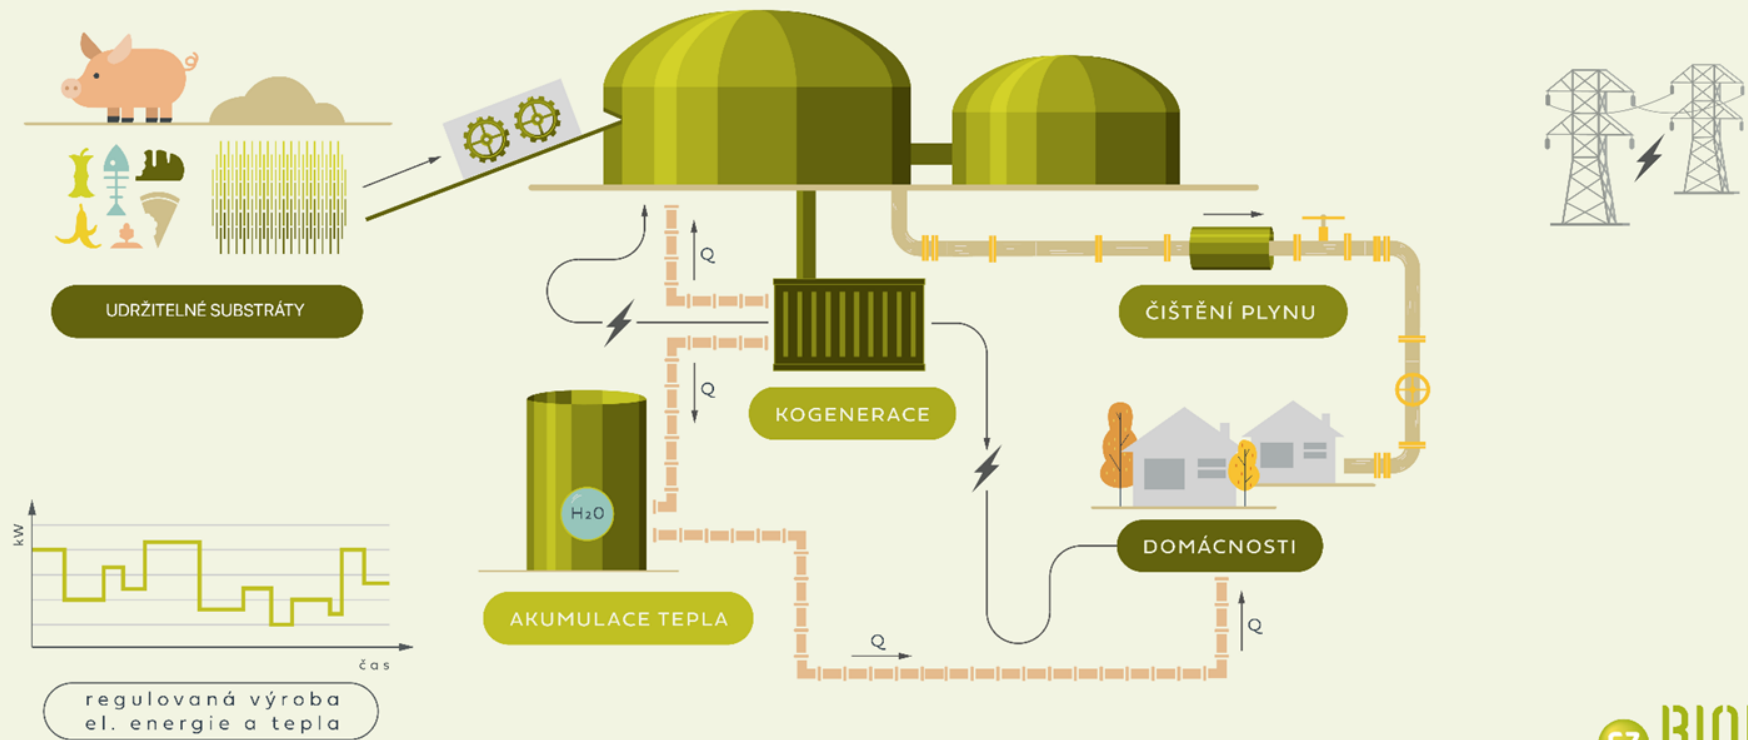 UDRŽITELNÉ SUBSTRÁTY
Q
ČIŠTĚNÍ PLYNU
Q
KOGENERACE
H₂O
kW
DOMÁCNOSTI
AKUMULACE TEPLA
Q
Q
čas
regulovaná výroba
el. energie a tepla